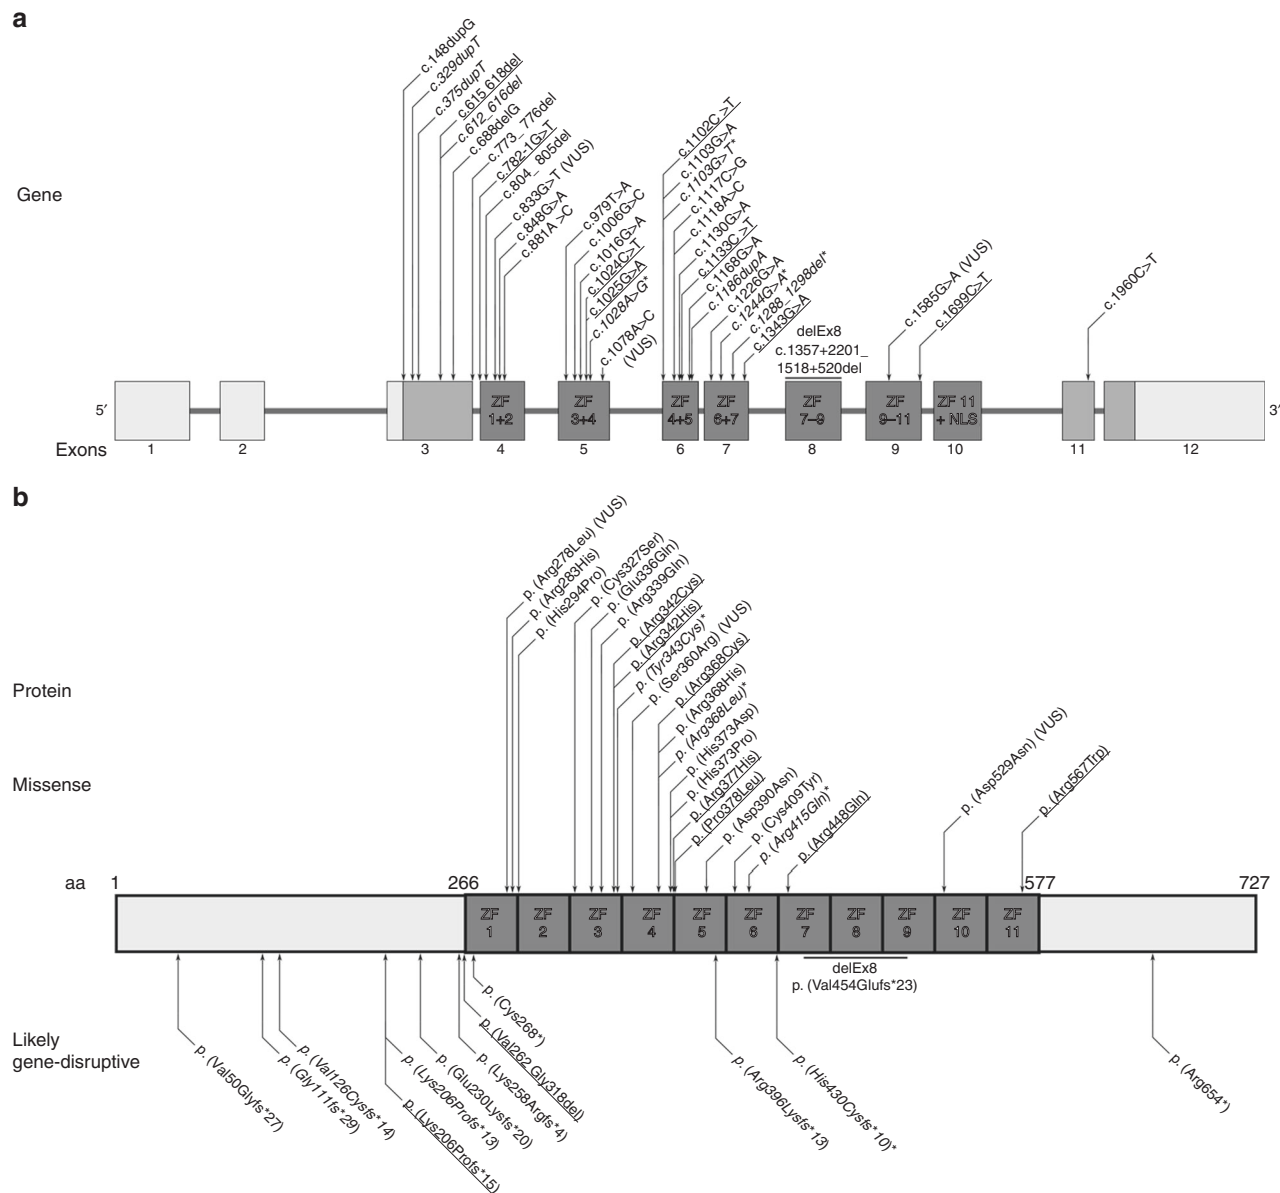 a
c.148dupG
c.329dupT
c.375dupT
c.615_618del
c.612_616del
c.688delG
c.773_776del
c.782-1G>T
c.804_805del
c.833G>T (VUS)
c.848G>A
c.881A>C
c.979T>A
c.1006G>C
c.1016G>A
c.1024C>T
c.1025G>A
c.1028A>G*
c.1078A>C
(VUS)
c.1102C>T
c.1103G>A
c.1103G>T*
c.1117C>G
c.1118A>C
c.1130G>A
c.1133C>T
c.1168G>A
c.1186dupA
c.1226G>A
c.1244G>A*
c.1288_1298del*
c.1343G>A
delEx8
c.1357+2201_
1518+520del
c.1585G>A (VUS)
c.1699C>T
c.1960C>T
Gene
5′
ZF
1+2
ZF
3+4
ZF
4+5
ZF
6+7
ZF
7–9
ZF
9–11
ZF 11
+ NLS
3′
Exons
1
2
3
4
5
6
7
8
9
10
11
12
b
p. (Arg278Leu) (VUS)
p. (Arg283His)
p. (His294Pro)
p. (Cys327Ser)
p. (Glu336Gln)
p. (Arg339Gln)
p. (Arg342Cys)
p. (Arg342His)
p. (Tyr343Cys)*
p. (Ser360Arg) (VUS)
p. (Arg368Cys)
p. (Arg368His)
p. (Arg368Leu)*
p. (His373Asp)
p. (His373Pro)
p. (Arg377His)
p. (Pro378Leu)
p. (Asp390Asn)
p. (Cys409Tyr)
p. (Arg415Gln)*
p. (Arg448Gln)
p. (Asp529Asn) (VUS)
p. (Arg567Trp)
Protein
Missense
aa
1
266
577
727
ZF
1
ZF
2
ZF
3
ZF
4
ZF
5
ZF
6
ZF
7
ZF
8
ZF
9
ZF
10
ZF
11
delEx8
p. (Val454Glufs*23)
Likely
gene-disruptive
p. (Val50Glyfs*27)
p. (Gly111fs*29)
p. (Val126Cysfs*14)
p. (Lys206Profs*13)
p. (Lys206Profs*15)
p. (Glu230Lysfs*20)
p. (Lys258Argfs*4)
p. (Val262_Gly318del)
p. (Cys268*)
p. (Arg396Lysfs*13)
p. (His430Cysfs*10)*
p. (Arg654*)